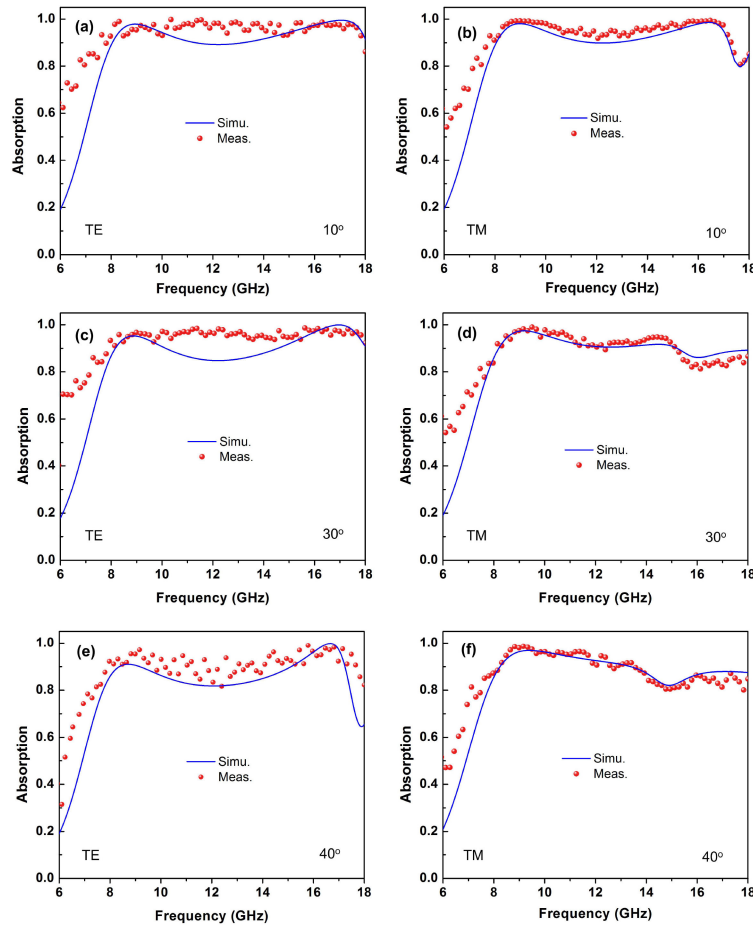 (a)
1.0
0.8
0.6
0.4
0.2
0.0
Absorption
Simu.
Meas.
TE
10°
6 8 10 12 14 16 18
Frequency (GHz)
(b)
1.0
0.8
0.6
0.4
0.2
0.0
Absorption
Simu.
Meas.
TM
10°
6 8 10 12 14 16 18
Frequency (GHz)
(c)
1.0
0.8
0.6
0.4
0.2
0.0
Absorption
Simu.
Meas.
TE
30°
6 8 10 12 14 16 18
Frequency (GHz)
(d)
1.0
0.8
0.6
0.4
0.2
0.0
Absorption
Simu.
Meas.
TM
30°
6 8 10 12 14 16 18
Frequency (GHz)
(e)
1.0
0.8
0.6
0.4
0.2
0.0
Absorption
Simu.
Meas.
TE
40°
6 8 10 12 14 16 18
Frequency (GHz)
(f)
1.0
0.8
0.6
0.4
0.2
0.0
Absorption
Simu.
Meas.
TM
40°
6 8 10 12 14 16 18
Frequency (GHz)